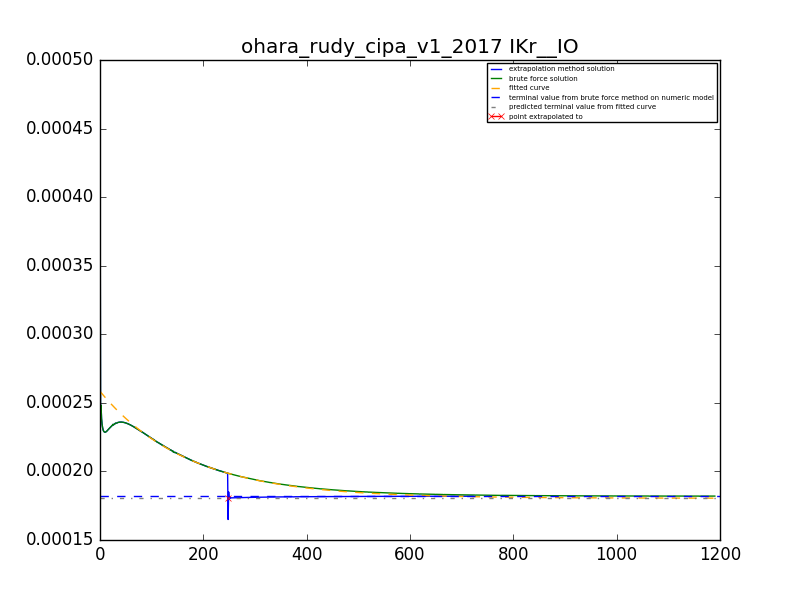 ohara_rudy_cipa_v1_2017 IKr__IO
0.00050
0.00045
0.00040
0.00035
0.00030
0.00025
0.00020
0.00015
extrapolation method solution
brute force solution
fitted curve
terminal value from brute force method on numeric model
predicted terminal value from fitted curve
point extrapolated to
0 200 400 600 800 1000 1200